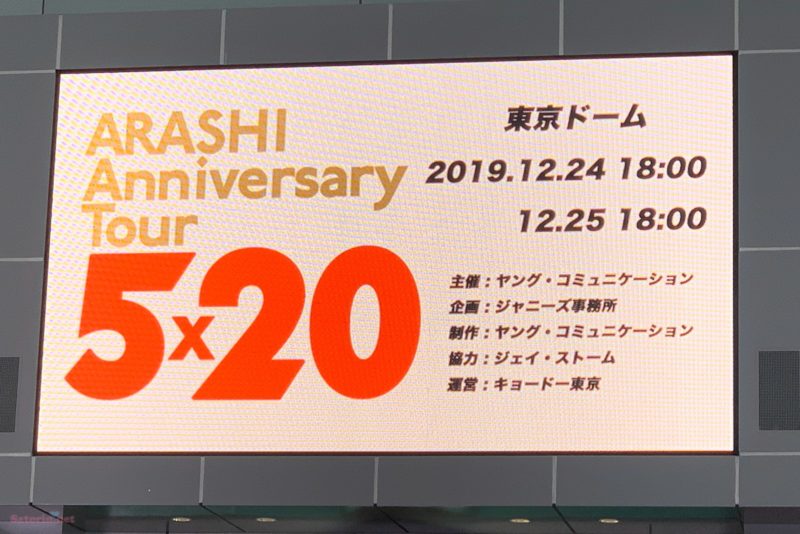 ARASHI
Anniversary
Tour
5x20
東京ドーム
2019.12.24 18:00
12.25 18:00
主催：ヤング・コミュニケーション
企画：ジャニーズ事務所
制作：ヤング・コミュニケーション
協力：ジェイ・ストーム
運営：キョードー東京